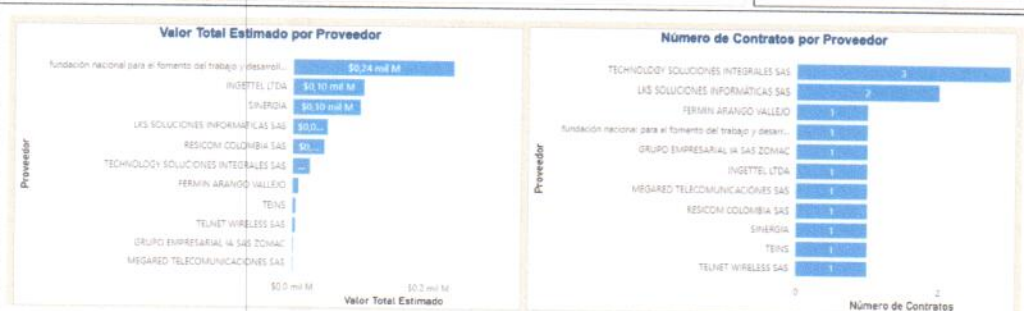 Valor Total Estimado por Proveedor
Proveedor
fundación nacional para el fomento del trabajo y desarroll...
$0,24 mil M
INGETTEL LTDA
$0,10 mil M
SINERGIA
$0,10 mil M
LKS SOLUCIONES INFORMÁTICAS SAS
$0,0...
RESICOM COLOMBIA SAS
$0,...
TECHNOLOGY SOLUCIONES INTEGRALES SAS
...
FERMIN ARANGO VALLEJO
TEINS
TELNET WIRELESS SAS
GRUPO EMPRESARIAL IA SAS ZOMAC
MEGARED TELECOMUNICACIONES SAS
$0,0 mil M
$0,2 mil M
Valor Total Estimado
Número de Contratos por Proveedor
Proveedor
TECHNOLOGY SOLUCIONES INTEGRALES SAS
3
LKS SOLUCIONES INFORMÁTICAS SAS
2
FERMIN ARANGO VALLEJO
1
fundación nacional para el fomento del trabajo y desarr...
1
GRUPO EMPRESARIAL IA SAS ZOMAC
1
INGETTEL LTDA
1
MEGARED TELECOMUNICACIONES SAS
1
RESICOM COLOMBIA SAS
1
SINERGIA
1
TEINS
1
TELNET WIRELESS SAS
1
0
2
Número de Contratos